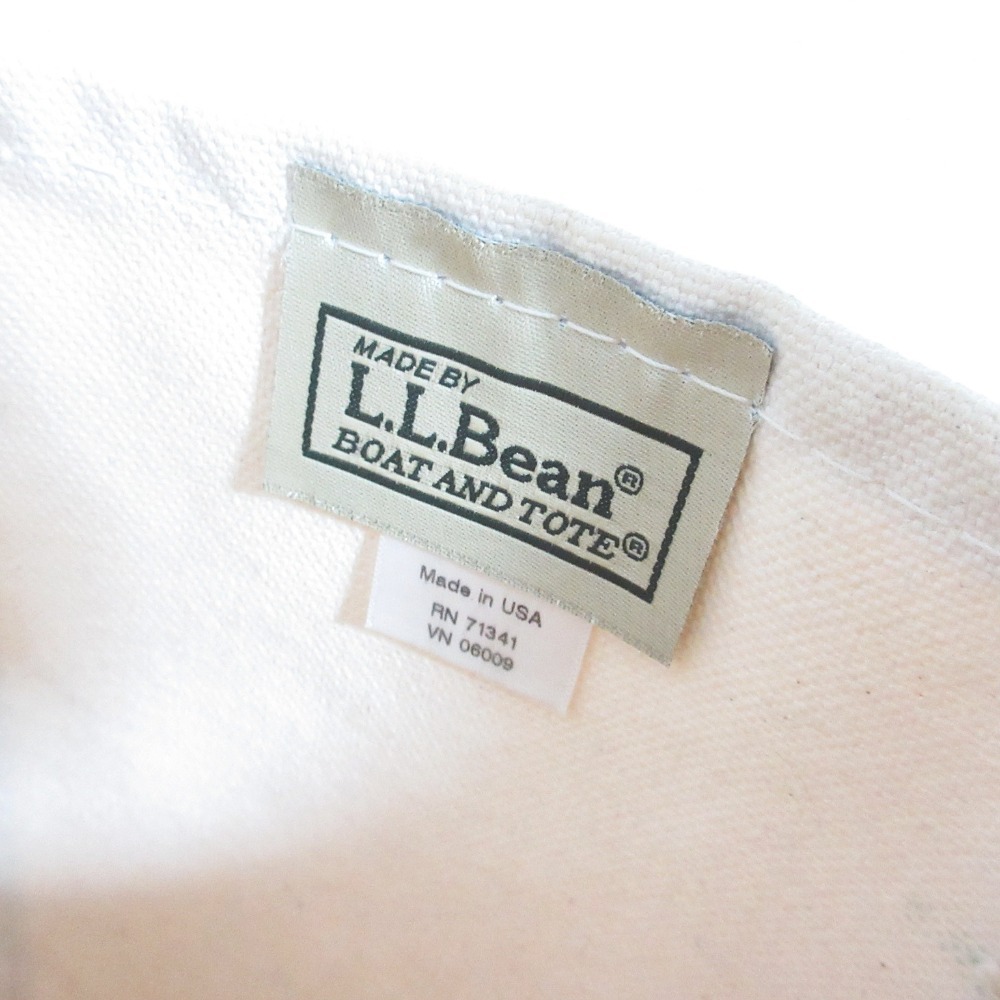 MADE BY
L.L.Bean®
BOAT AND TOTE®
Made in USA
RN 71341
VN 06009